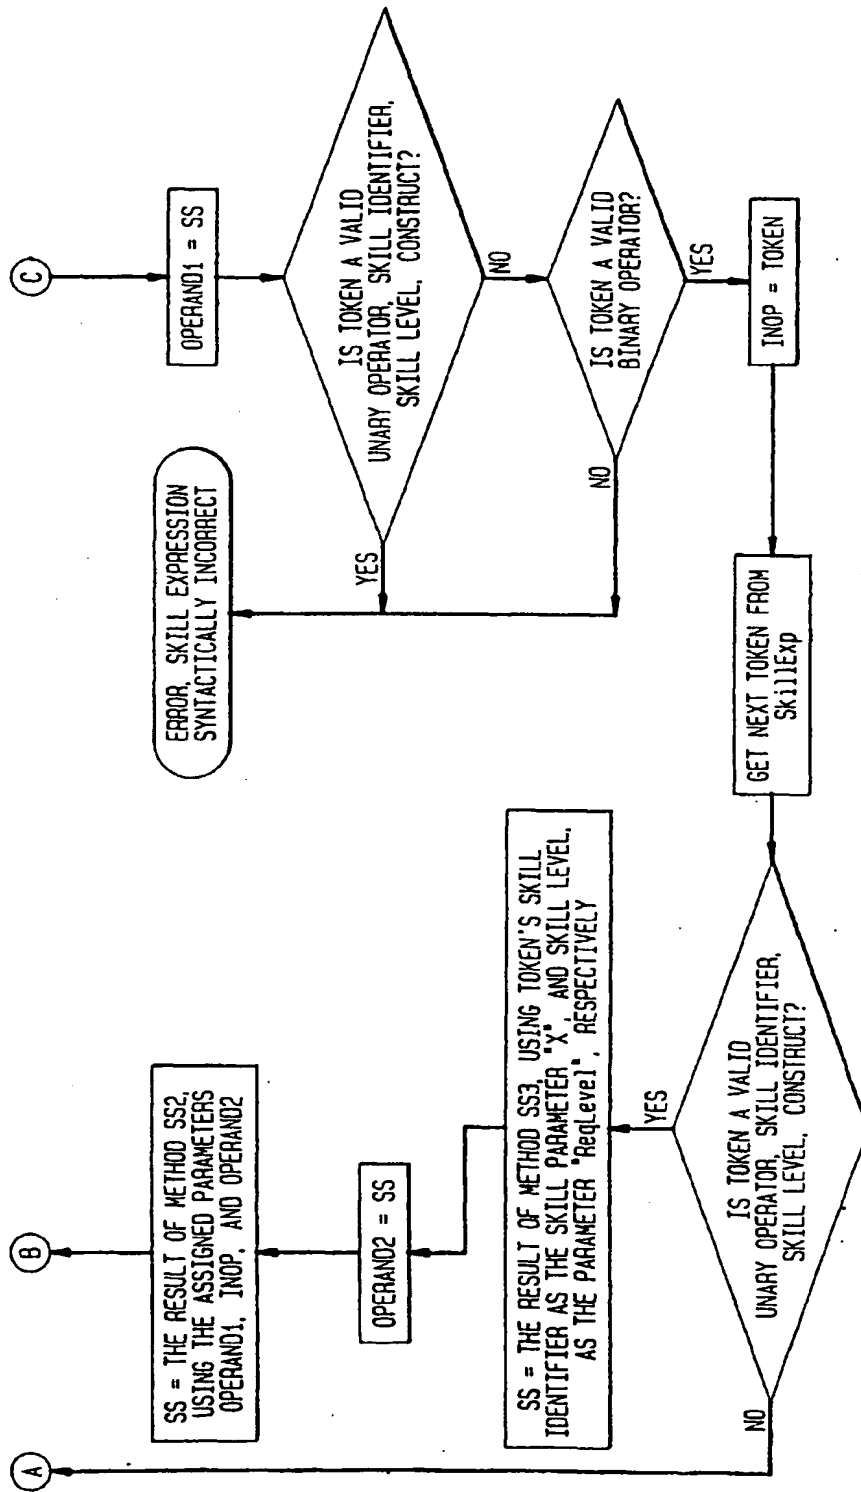 A
B
C
SS = THE RESULT OF METHOD SS2,
USING THE ASSIGNED PARAMETERS
OPERAND1, INOP, AND OPERAND2
ERROR, SKILL EXPRESSION
SYNTACTICALLY INCORRECT
OPERAND1 = SS
OPERAND2 = SS
YES
IS TOKEN A VALID
UNARY OPERATOR, SKILL IDENTIFIER,
SKILL LEVEL, CONSTRUCT?
NO
SS = THE RESULT OF METHOD SS3, USING TOKEN'S SKILL
IDENTIFIER AS THE SKILL PARAMETER "X", AND SKILL LEVEL,
AS THE PARAMETER "ReqLevel", RESPECTIVELY
NO
IS TOKEN A VALID
BINARY OPERATOR?
YES
YES
NO
IS TOKEN A VALID
UNARY OPERATOR, SKILL IDENTIFIER,
SKILL LEVEL, CONSTRUCT?
GET NEXT TOKEN FROM
SkillExp
INOP = TOKEN